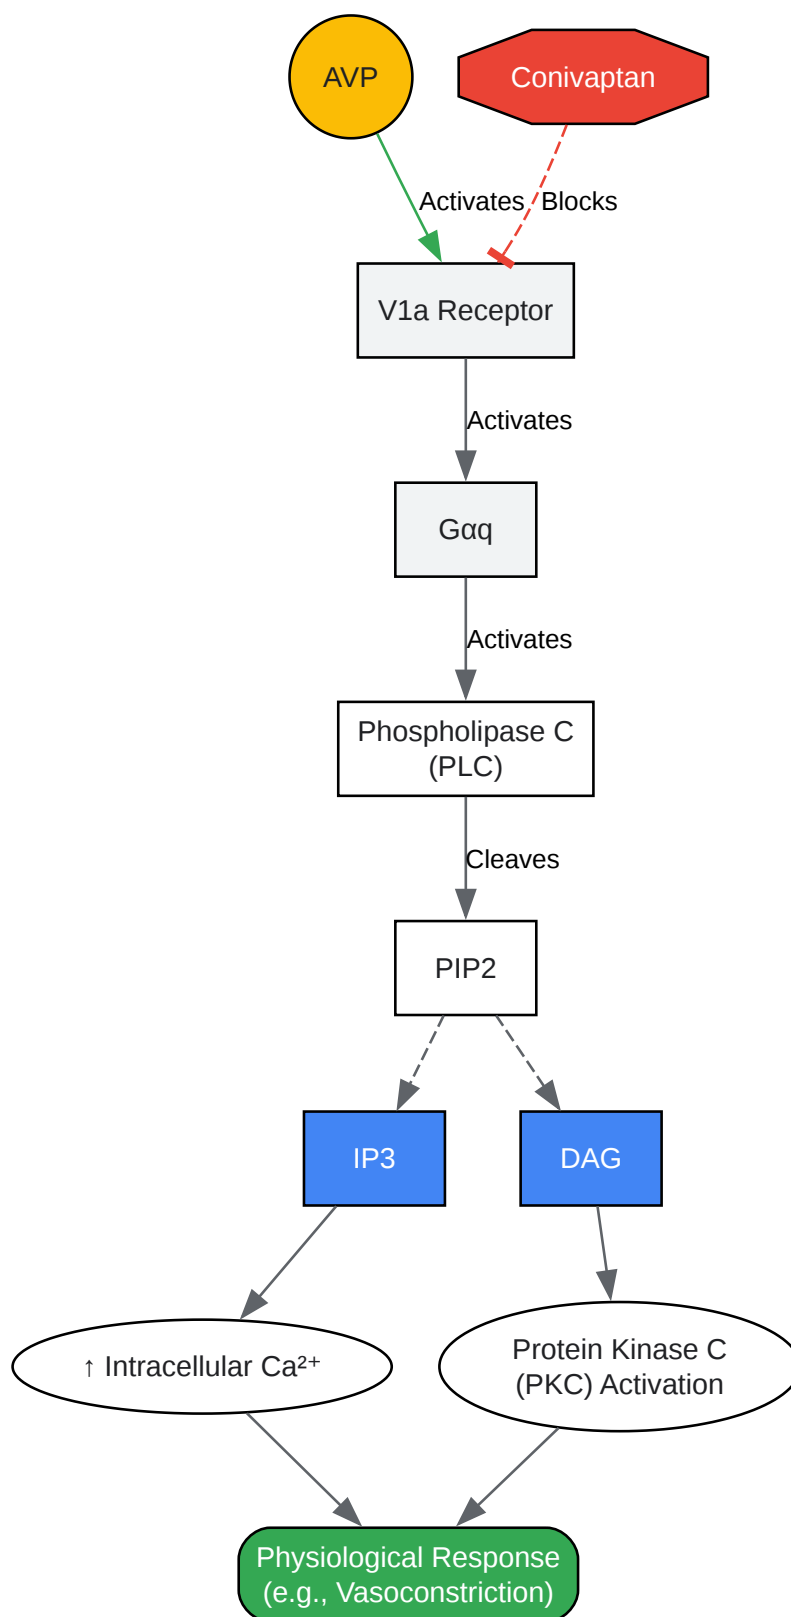 AVP
Conivaptan
Activates
Blocks
V1a Receptor
Activates
Gαq
Activates
Phospholipase C
(PLC)
Cleaves
PIP2
IP3
DAG
↑ Intracellular Ca²⁺
Protein Kinase C
(PKC) Activation
Physiological Response
(e.g., Vasoconstriction)